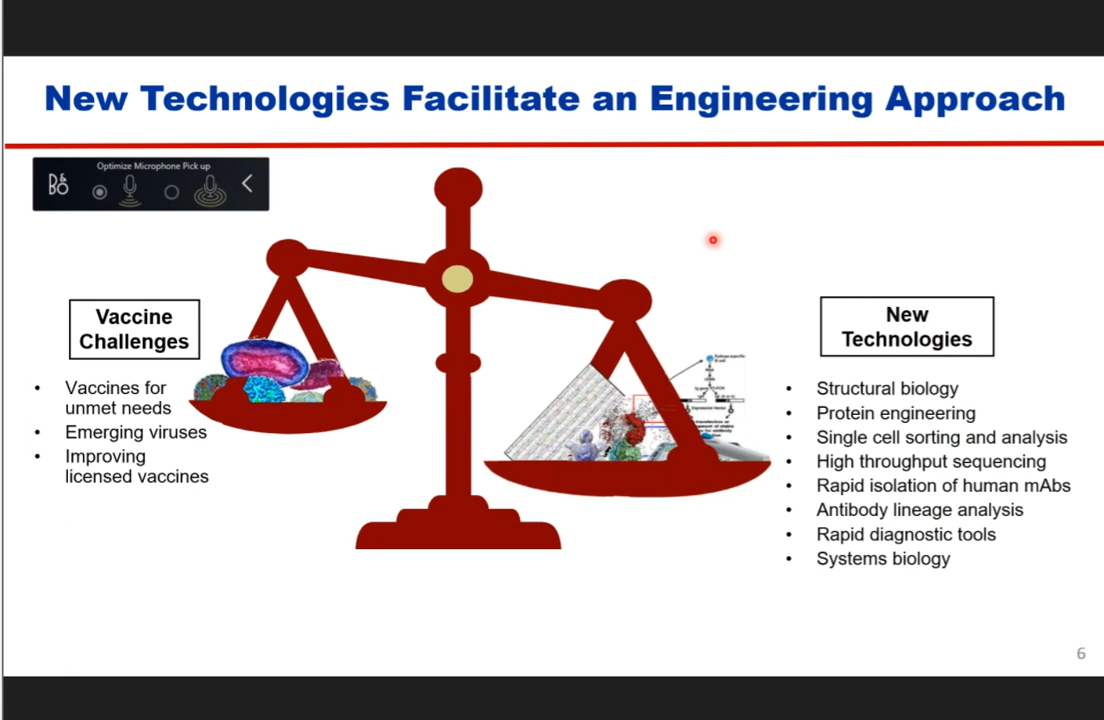 New Technologies Facilitate an Engineering Approach
Optimize Microphone Pick up
B&O
Vaccine
Challenges
• Vaccines for
unmet needs
• Emerging viruses
• Improving
licensed vaccines
New
Technologies
• Structural biology
• Protein engineering
• Single cell sorting and analysis
• High throughput sequencing
• Rapid isolation of human mAbs
• Antibody lineage analysis
• Rapid diagnostic tools
• Systems biology
6